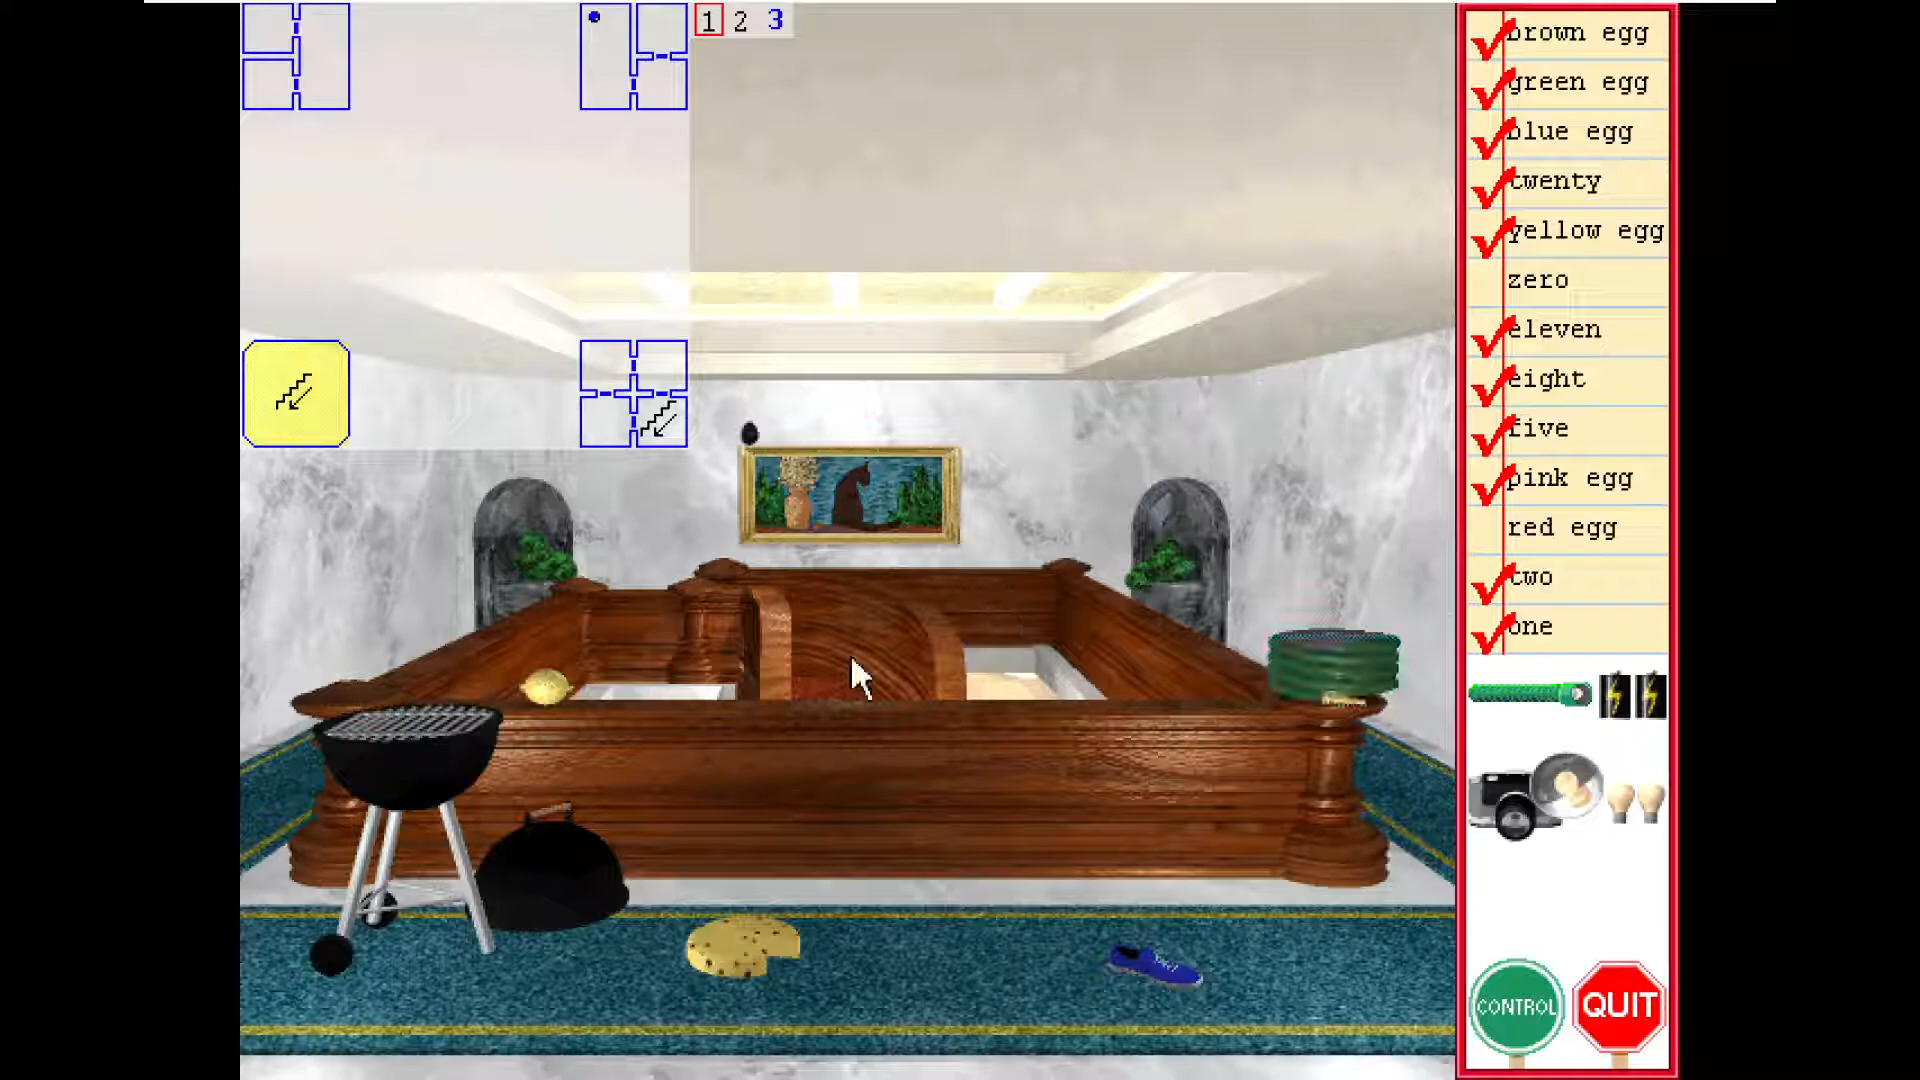 1 2 3
brown egg
green egg
blue egg
twenty
yellow egg
zero
eleven
eight
five
pink egg
red egg
two
one
CONTROL
QUIT